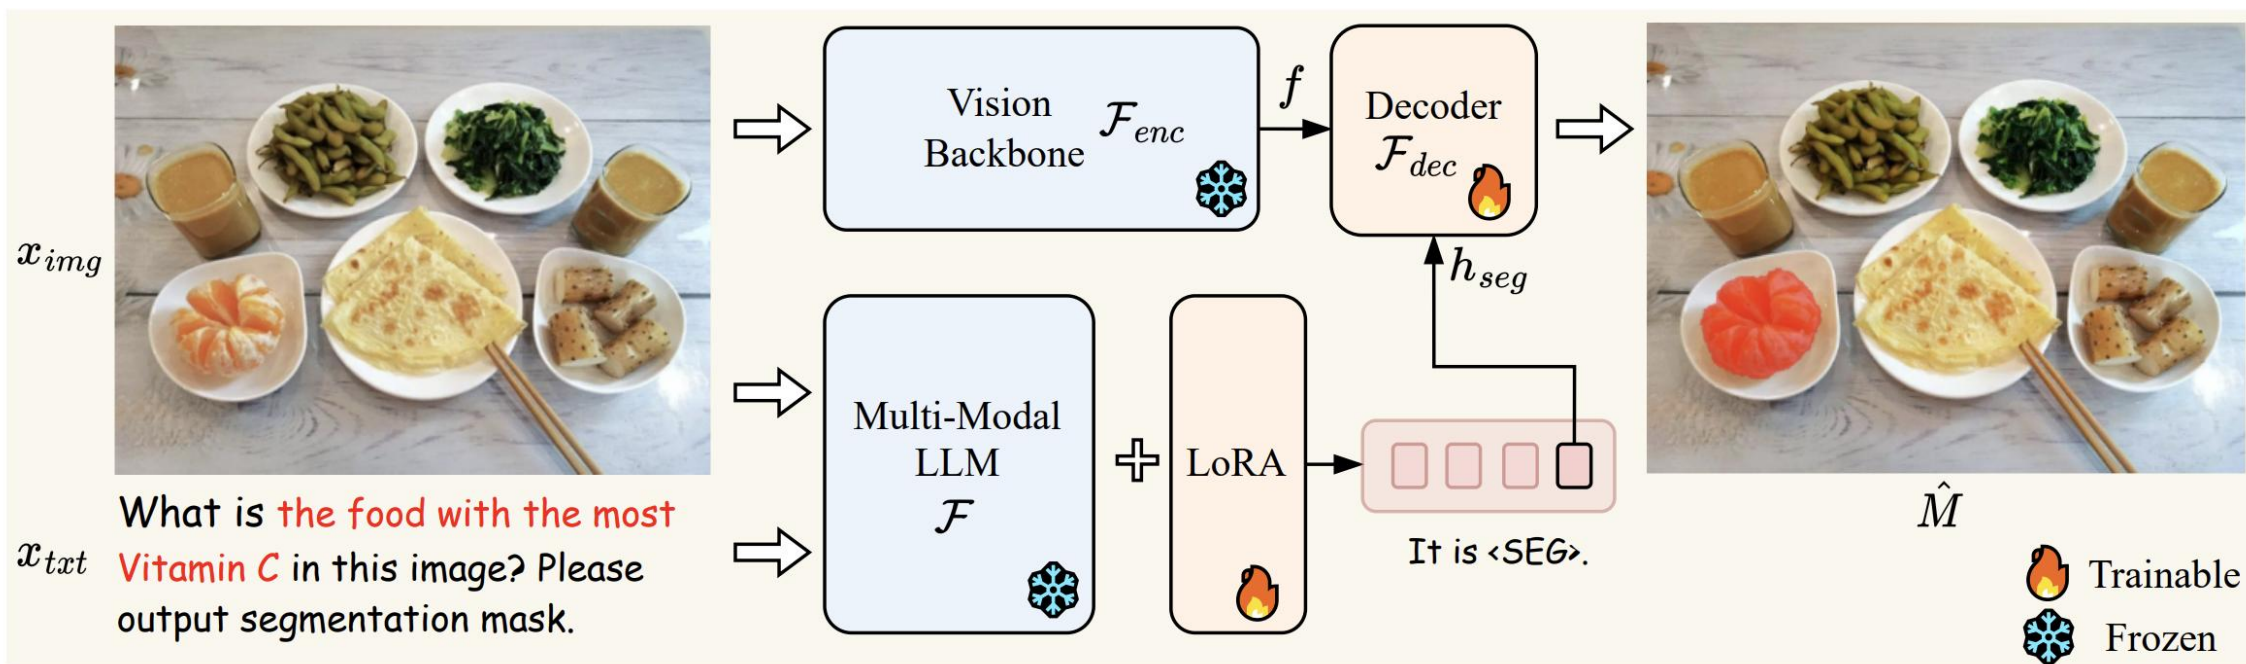 x_{img}
What is the food with the most
Vitamin C in this image? Please
output segmentation mask.
x_{txt}
Vision
Backbone
\mathcal{F}_{enc}
f
Decoder
\mathcal{F}_{dec}
h_{seg}
Multi-Modal
LLM
\mathcal{F}
LoRA
It is <SEG>.
\hat{M}
Trainable
Frozen